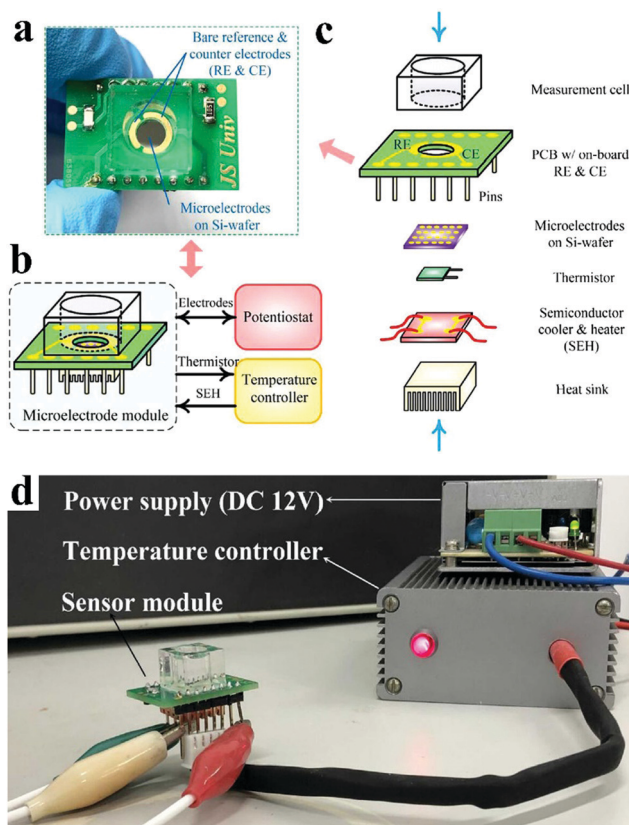 a
Bare reference &
counter electrodes
(RE & CE)
JS Univ
Microelectrodes
on Si-wafer
b
Electrodes
Potentiostat
Thermistor
SEH
Temperature
controller
Microelectrode module
c
Measurement cell
RE
CE
PCB w/ on-board
RE & CE
Pins
Microelectrodes
on Si-wafer
Thermistor
Semiconductor
cooler & heater
(SEH)
Heat sink
d
Power supply (DC 12V)
Temperature controller
Sensor module